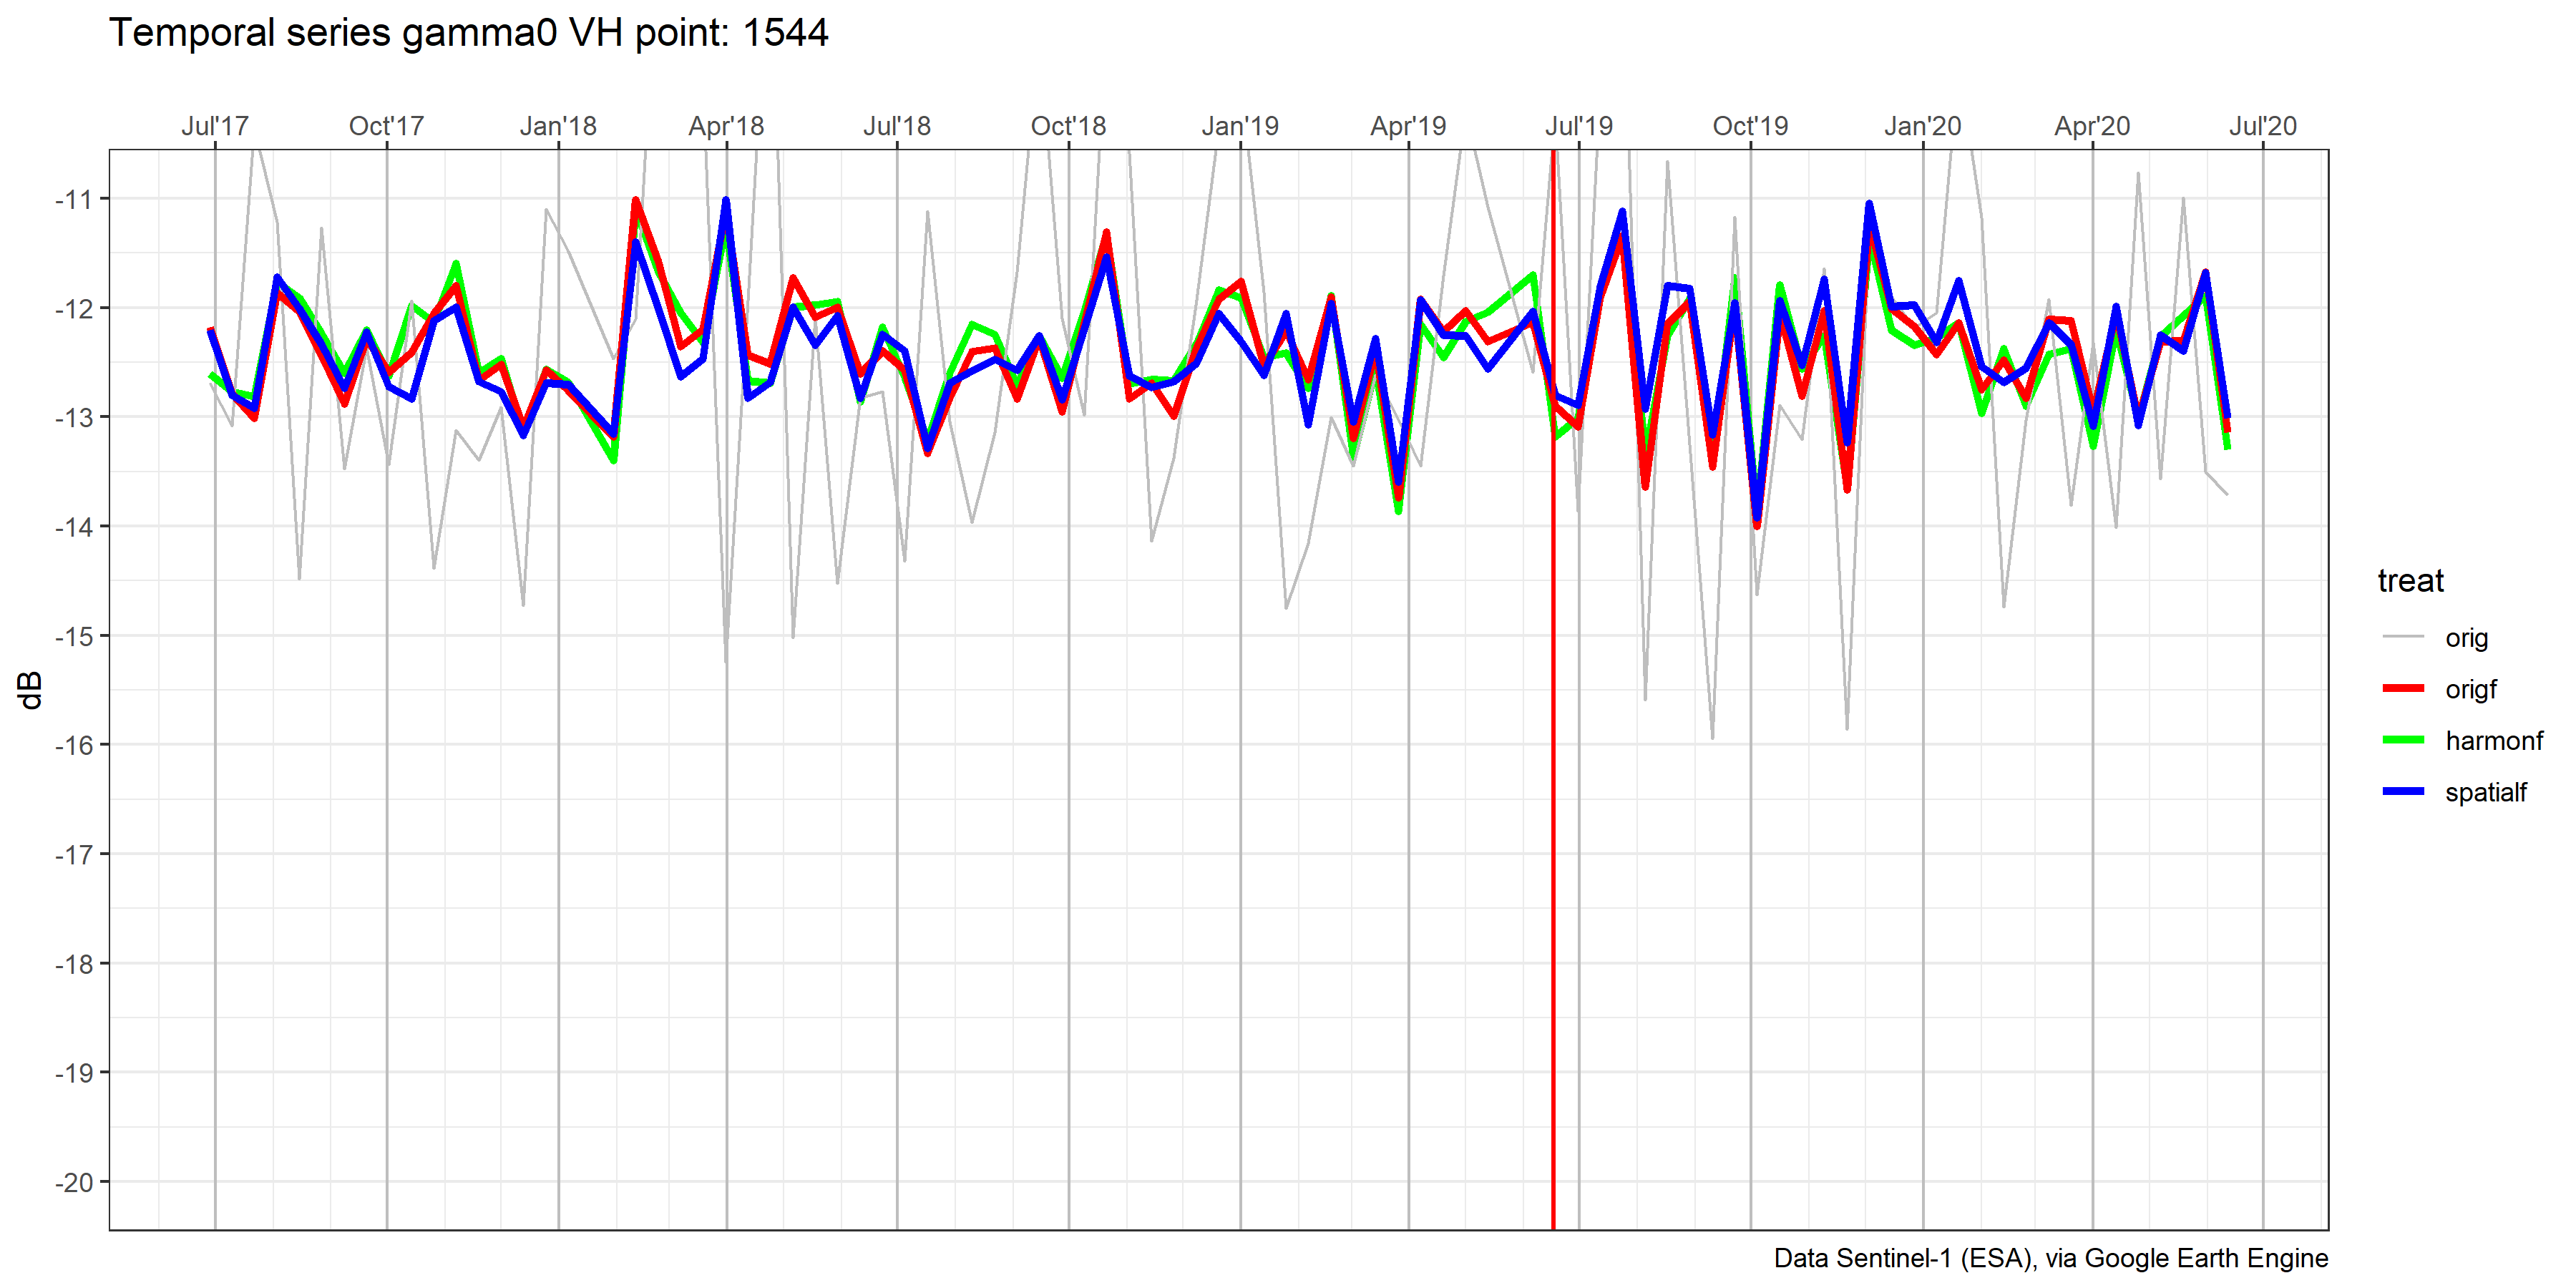 Temporal series gamma0 VH point: 1544
Jul'17 Oct'17 Jan'18 Apr'18 Jul'18 Oct'18 Jan'19 Apr'19 Jul'19 Oct'19 Jan'20 Apr'20 Jul'20
-11
-12
-13
-14
-15
-16
-17
-18
-19
-20
dB
treat
orig
origf
harmonf
spatialf
Data Sentinel-1 (ESA), via Google Earth Engine